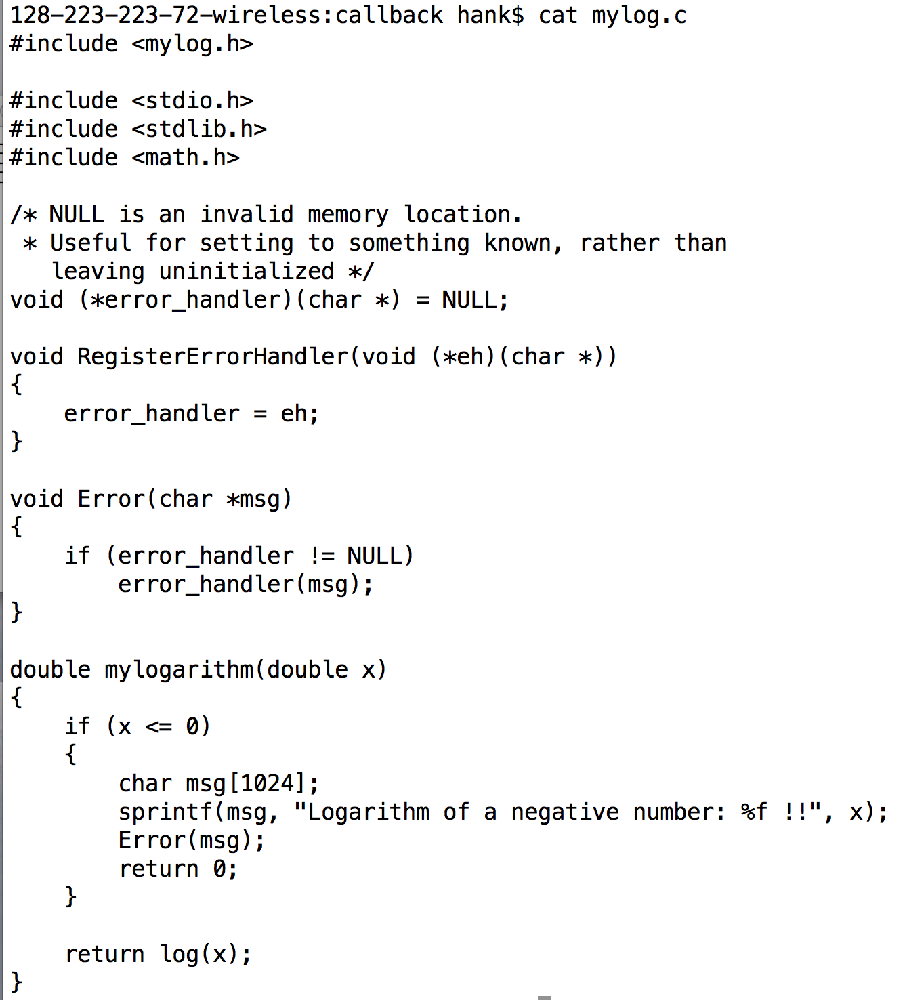 128-223-223-72-wireless:callback hank$ cat mylog.c
#include <mylog.h>

#include <stdio.h>
#include <stdlib.h>
#include <math.h>

/* NULL is an invalid memory location.
 * Useful for setting to something known, rather than
   leaving uninitialized */
void (*error_handler)(char *) = NULL;

void RegisterErrorHandler(void (*eh)(char *))
{
    error_handler = eh;
}

void Error(char *msg)
{
    if (error_handler != NULL)
        error_handler(msg);
}

double mylogarithm(double x)
{
    if (x <= 0)
    {
        char msg[1024];
        sprintf(msg, "Logarithm of a negative number: %f !!", x);
        Error(msg);
        return 0;
    }

    return log(x);
}